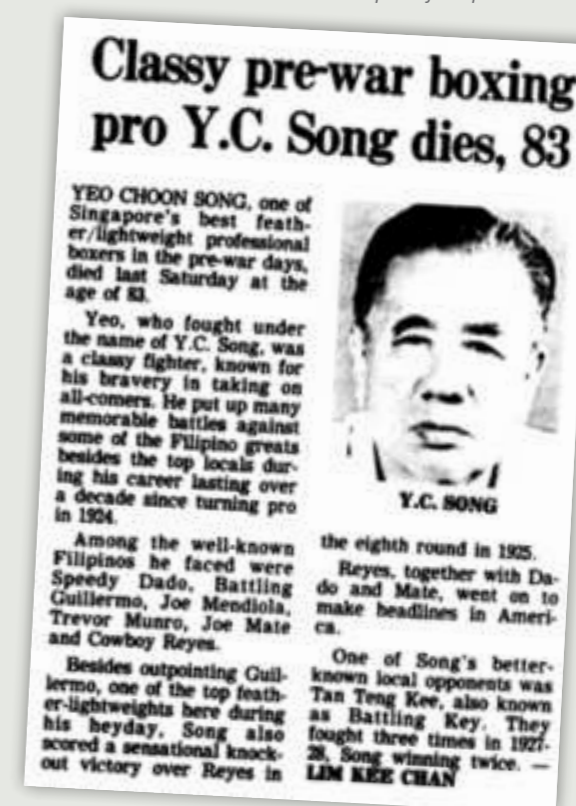 Classy pre-war boxing
pro Y.C. Song dies, 83
YEO CHOON SONG, one of
Singapore's best feath-
er/lightweight professional
boxers in the pre-war days,
died last Saturday at the
age of 83.
Yeo, who fought under
the name of Y.C. Song, was
a classy fighter, known for
his bravery in taking on
all-comers. He put up many
memorable battles against
some of the Filipino greats
besides the top locals dur-
ing his career lasting over
a decade since turning pro
in 1924.
Among the well-known
Filipinos he faced were
Speedy Dado, Battling
Guillermo, Joe Mendiola,
Trevor Munro, Joe Mate
and Cowboy Reyes.
Besides outpointing Guil-
lermo, one of the top feath-
er-lightweights here during
his heyday, Song also
scored a sensational knock-
out victory over Reyes in
Y.C. SONG
the eighth round in 1925.
Reyes, together with Da-
do and Mate, went on to
make headlines in Ameri-
ca.
One of Song's better-
known local opponents was
Tan Teng Kee, also known
as Battling Key. They
fought three times in 1927-
28, Song winning twice. —
LIM KEE CHAN